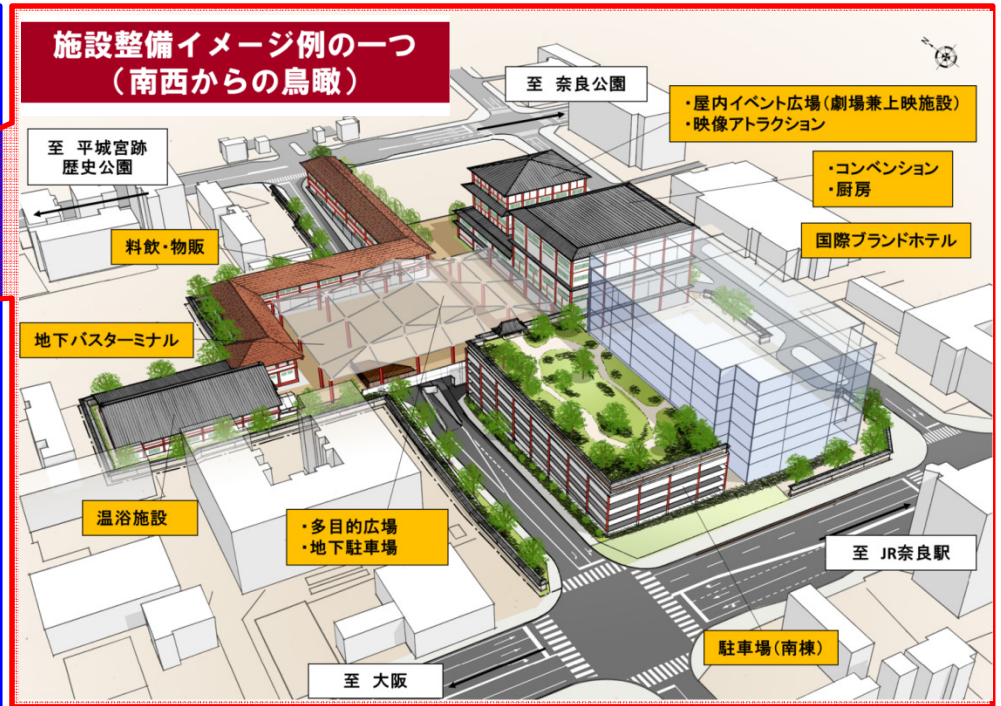 施設整備イメージ例の一つ
(南西からの鳥瞰)
N
至 奈良公園
・屋内イベント広場(劇場兼上映施設)
・映像アトラクション
至 平城宮跡
歴史公園
・コンベンション
・厨房
料飲・物販
国際ブランドホテル
地下バスターミナル
温浴施設
・多目的広場
・地下駐車場
至 JR奈良駅
駐車場(南棟)
至 大阪